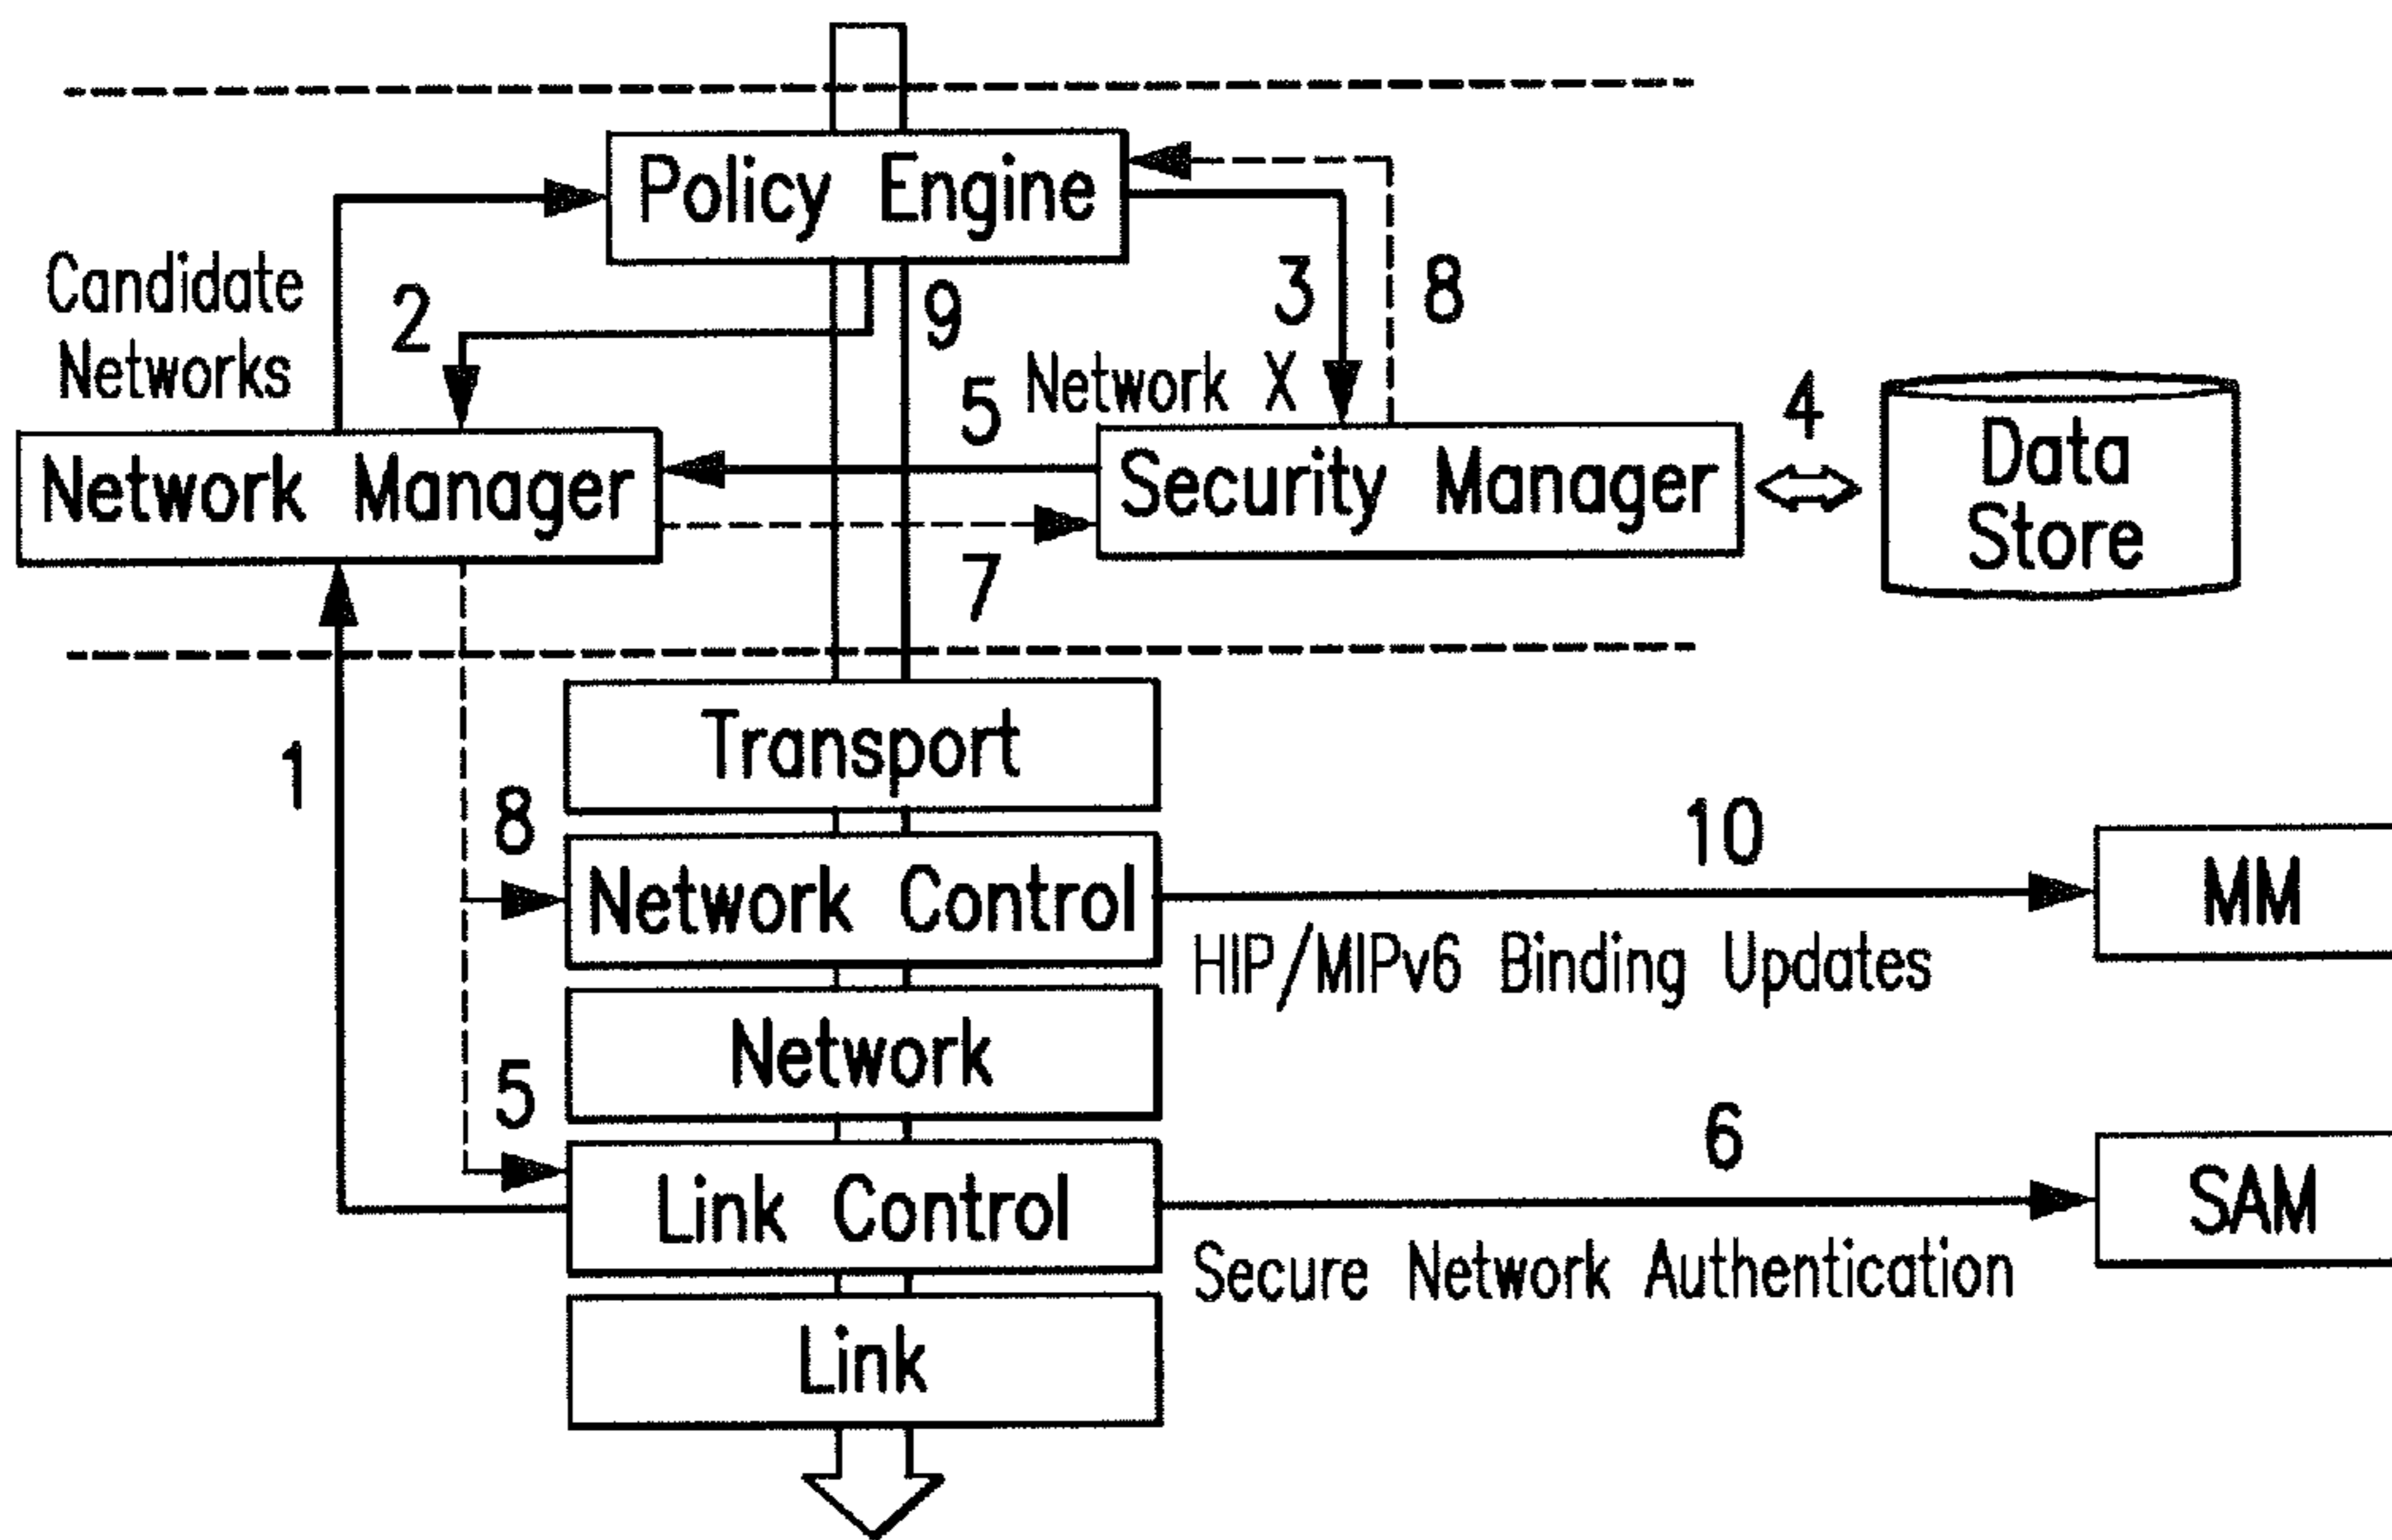 Policy Engine
Candidate
Networks
2
9
3
8
5
Network X
4
Network Manager
Security Manager
Data
Store
7
1
Transport
8
Network Control
10
MM
HIP/MIPv6 Binding Updates
Network
5
Link Control
6
SAM
Secure Network Authentication
Link